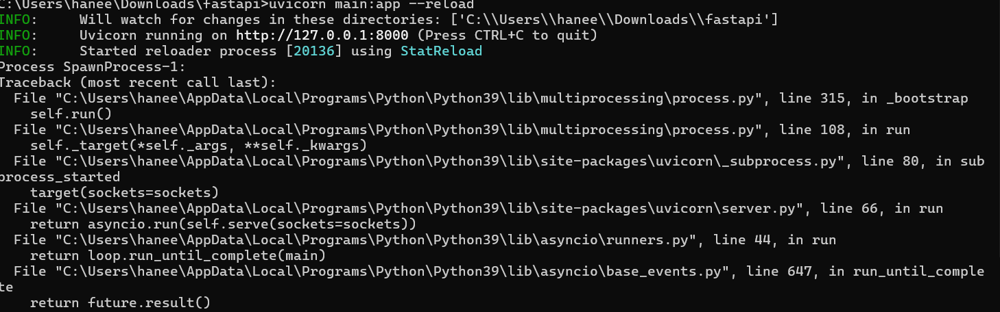 C:\Users\hanee\Downloads\fastapi>uvicorn main:app --reload
INFO:     Will watch for changes in these directories: ['C:\\Users\\hanee\\Downloads\\fastapi']
INFO:     Uvicorn running on http://127.0.0.1:8000 (Press CTRL+C to quit)
INFO:     Started reloader process [20136] using StatReload
Process SpawnProcess-1:
Traceback (most recent call last):
  File "C:\Users\hanee\AppData\Local\Programs\Python\Python39\lib\multiprocessing\process.py", line 315, in _bootstrap
    self.run()
  File "C:\Users\hanee\AppData\Local\Programs\Python\Python39\lib\multiprocessing\process.py", line 108, in run
    self._target(*self._args, **self._kwargs)
  File "C:\Users\hanee\AppData\Local\Programs\Python\Python39\lib\site-packages\uvicorn\_subprocess.py", line 80, in sub
process_started
    target(sockets=sockets)
  File "C:\Users\hanee\AppData\Local\Programs\Python\Python39\lib\site-packages\uvicorn\server.py", line 66, in run
    return asyncio.run(self.serve(sockets=sockets))
  File "C:\Users\hanee\AppData\Local\Programs\Python\Python39\lib\asyncio\runners.py", line 44, in run
    return loop.run_until_complete(main)
  File "C:\Users\hanee\AppData\Local\Programs\Python\Python39\lib\asyncio\base_events.py", line 647, in run_until_comple
te
    return future.result()